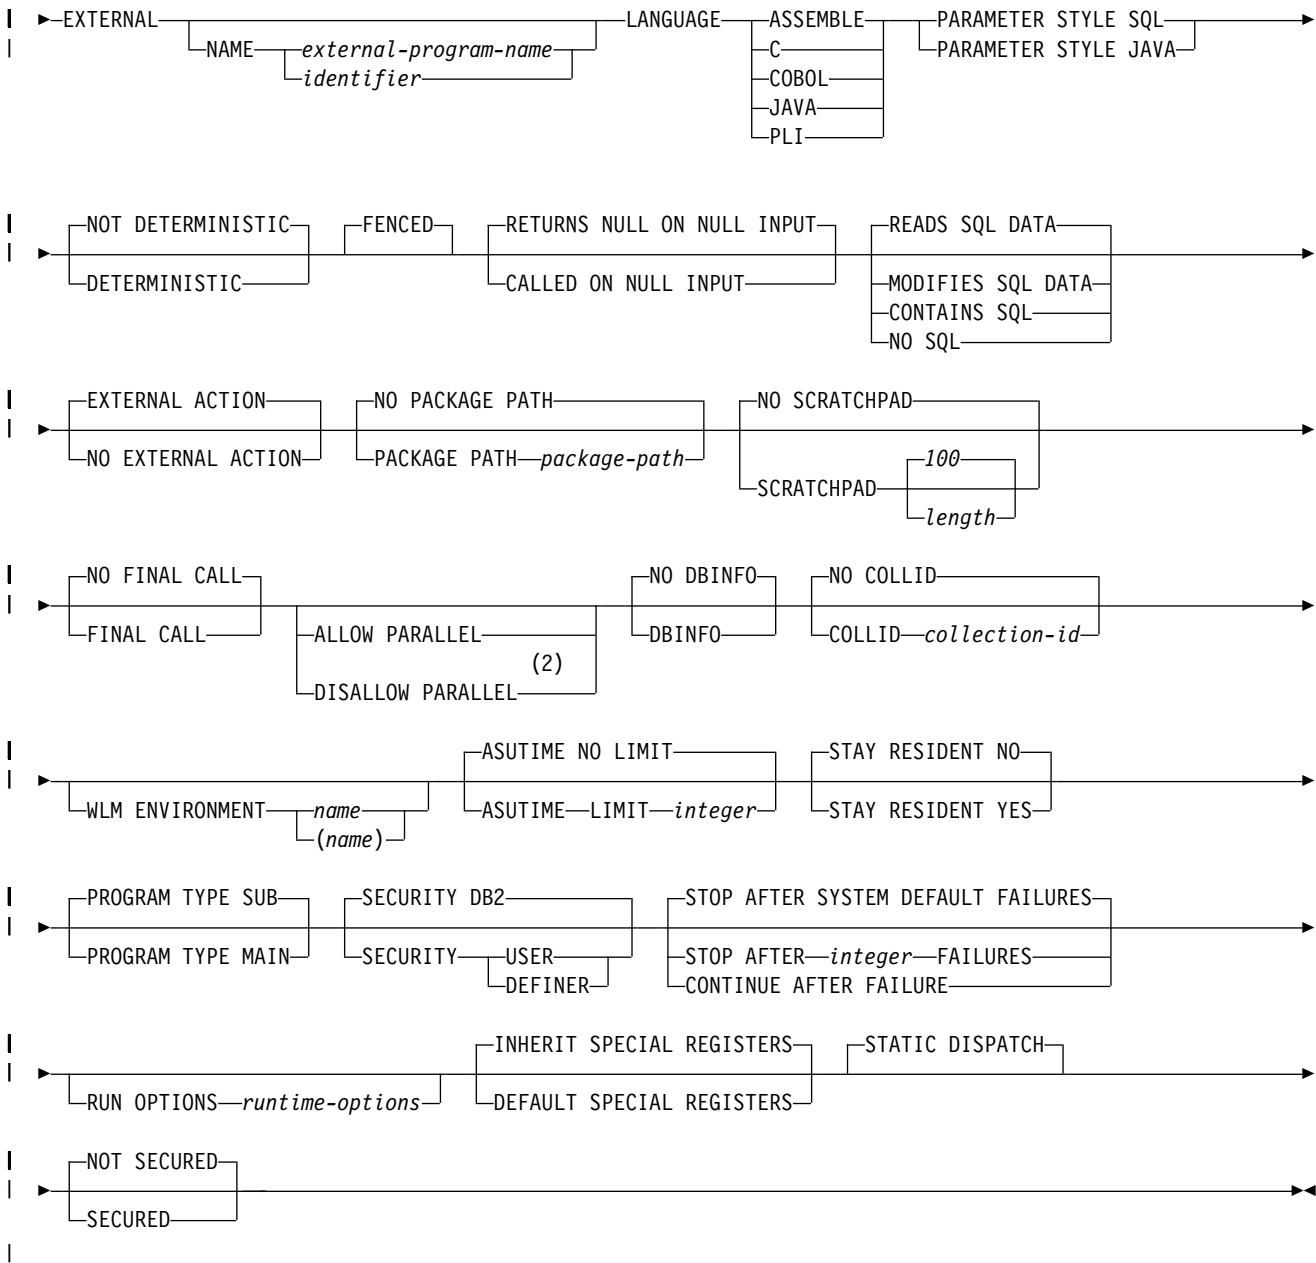 EXTERNAL LANGUAGE ASSEMBLE PARAMETER STYLE SQL
NAME external-program-name C PARAMETER STYLE JAVA
identifier COBOL
JAVA
PLI
NOT DETERMINISTIC FENCED RETURNS NULL ON NULL INPUT READS SQL DATA
DETERMINISTIC CALLED ON NULL INPUT MODIFIES SQL DATA
CONTAINS SQL
NO SQL
EXTERNAL ACTION NO PACKAGE PATH NO SCRATCHPAD
NO EXTERNAL ACTION PACKAGE PATH package-path 100
SCRATCHPAD
length
NO FINAL CALL NO DBINFO NO COLLID
FINAL CALL ALLOW PARALLEL DBINFO COLLID collection-id
(2)
DISALLOW PARALLEL
ASUTIME NO LIMIT STAY RESIDENT NO
WLM ENVIRONMENT name ASUTIME LIMIT integer STAY RESIDENT YES
(name)
PROGRAM TYPE SUB SECURITY DB2 STOP AFTER SYSTEM DEFAULT FAILURES
PROGRAM TYPE MAIN SECURITY USER STOP AFTER integer FAILURES
DEFINER CONTINUE AFTER FAILURE
INHERIT SPECIAL REGISTERS STATIC DISPATCH
RUN OPTIONS runtime-options DEFAULT SPECIAL REGISTERS
NOT SECURED
SECURED